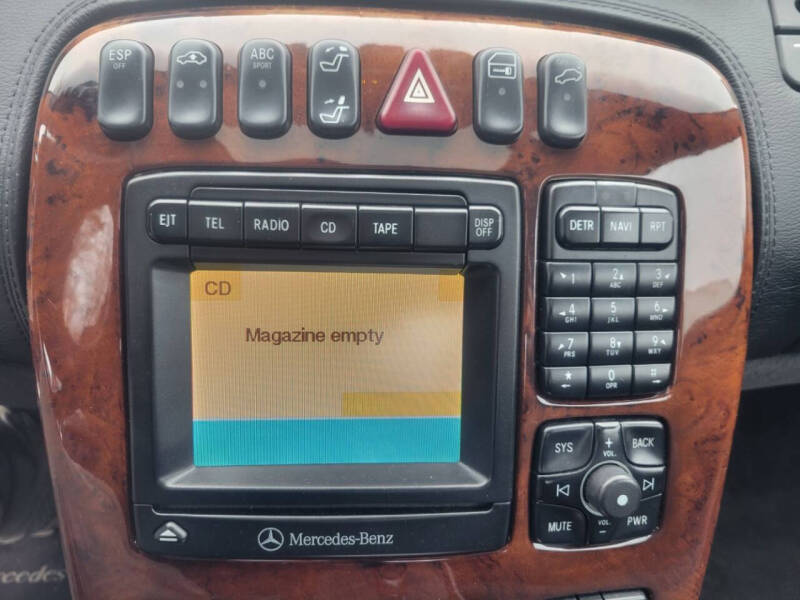 ESP
OFF
ABC
SPORT
EJT
TEL
RADIO
CD
TAPE
DISP
OFF
CD
Magazine empty
Mercedes-Benz
DETR
NAVI
RPT
1
2
ABC
3
DEF
4
GHI
5
JKL
6
MNO
7
PRS
8
TUV
9
WXY
*
0
OPR
#
SYS
+
VOL.
BACK
MUTE
VOL.
-
PWR